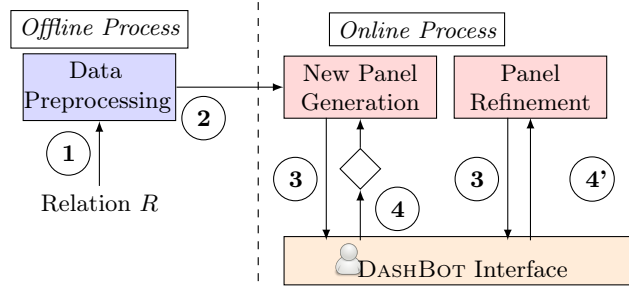 Offline Process
Online Process
Data
Preprocessing
New Panel
Generation
Panel
Refinement
1
2
3
4
3
4'
Relation R
DASHBOT Interface